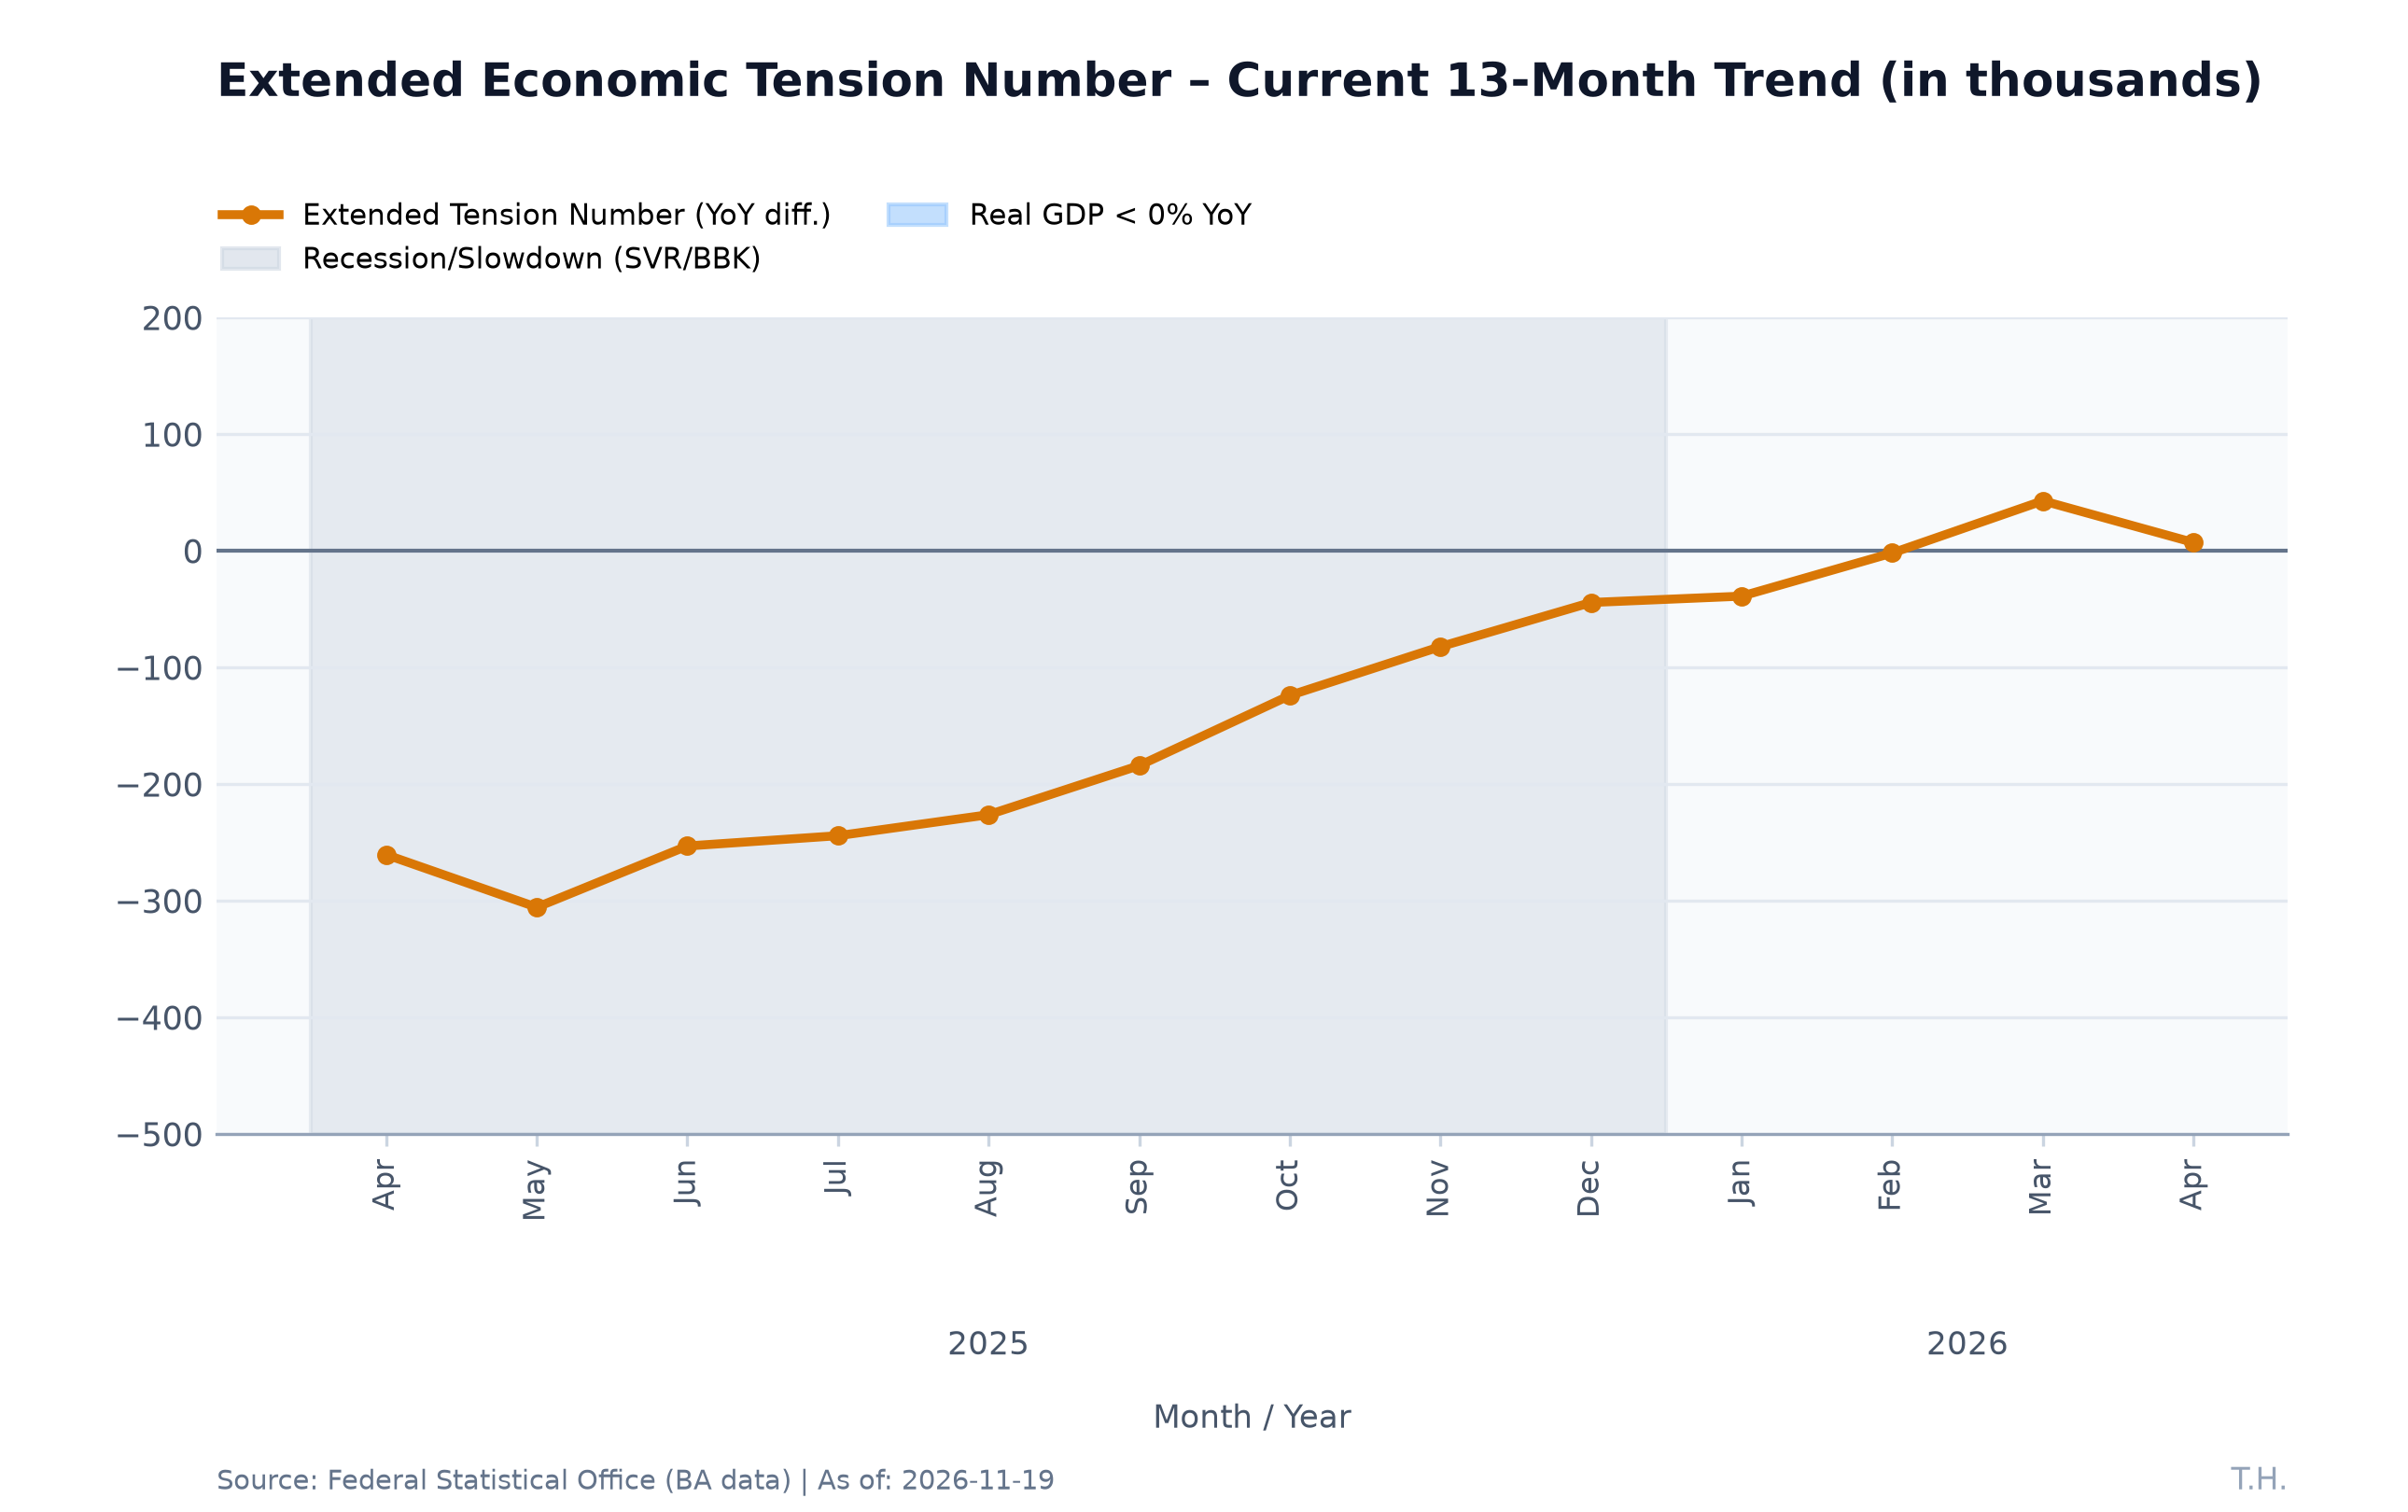 Extended Economic Tension Number – Current 13-Month Trend (in thousands)
Extended Tension Number (YoY diff.)
Real GDP < 0% YoY
Recession/Slowdown (SVR/BBK)
200
100
0
−100
−200
−300
−400
−500
Apr
May
Jun
Jul
Aug
Sep
Oct
Nov
Dec
Jan
Feb
Mar
Apr
2025
2026
Month / Year
Source: Federal Statistical Office (BA data) | As of: 2026-11-19
T.H.